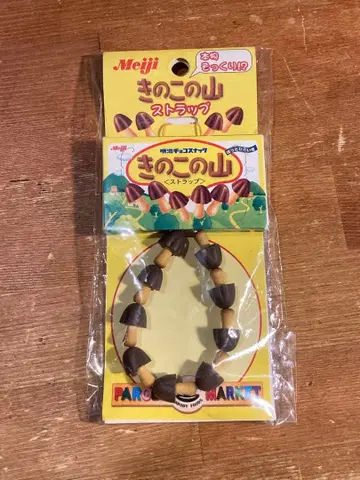 Meiji
本物
そっくり!?
きのこの山
ストラップ
Meiji
明治チョコスナック
きのこの山
<ストラップ>
PARO
MARKET